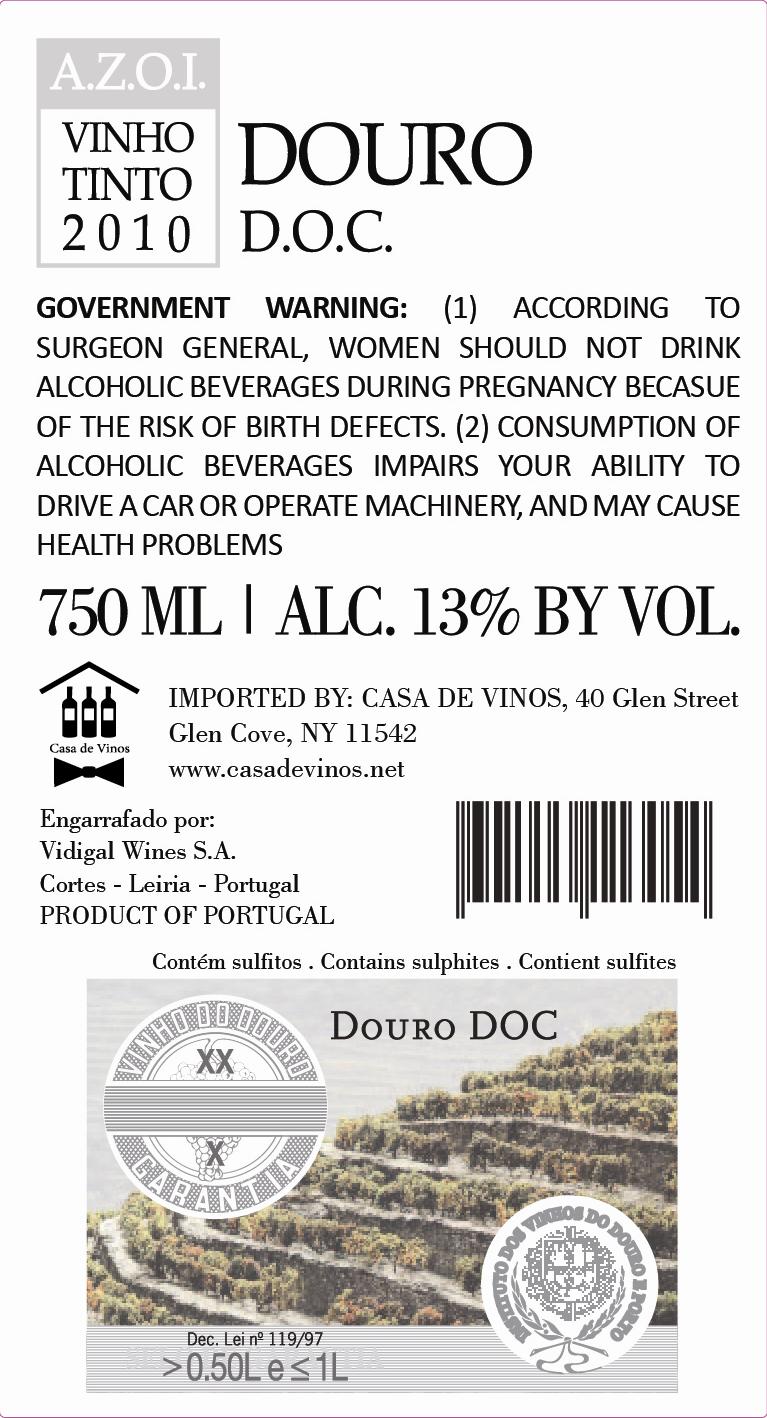 A.Z.O.I.
VINHO
TINTO
2010
DOURO
D.O.C.
GOVERNMENT WARNING: (1) ACCORDING TO
SURGEON GENERAL, WOMEN SHOULD NOT DRINK
ALCOHOLIC BEVERAGES DURING PREGNANCY BECASUE
OF THE RISK OF BIRTH DEFECTS. (2) CONSUMPTION OF
ALCOHOLIC BEVERAGES IMPAIRS YOUR ABILITY TO
DRIVE A CAR OR OPERATE MACHINERY, AND MAY CAUSE
HEALTH PROBLEMS
750 ML | ALC. 13% BY VOL.
Casa de Vinos
IMPORTED BY: CASA DE VINOS, 40 Glen Street
Glen Cove, NY 11542
www.casadevinos.net
Engarrafado por:
Vidigal Wines S.A.
Cortes - Leiria - Portugal
PRODUCT OF PORTUGAL
Contém sulfitos . Contains sulphites . Contient sulfites
VINHO DO DOURO
XX
X
GARANTIA
DOURO DOC
INSTITUTO DOS VINHOS DO DOURO E PORTO
Dec. Lei nº 119/97
>0.50L e ≤ 1L